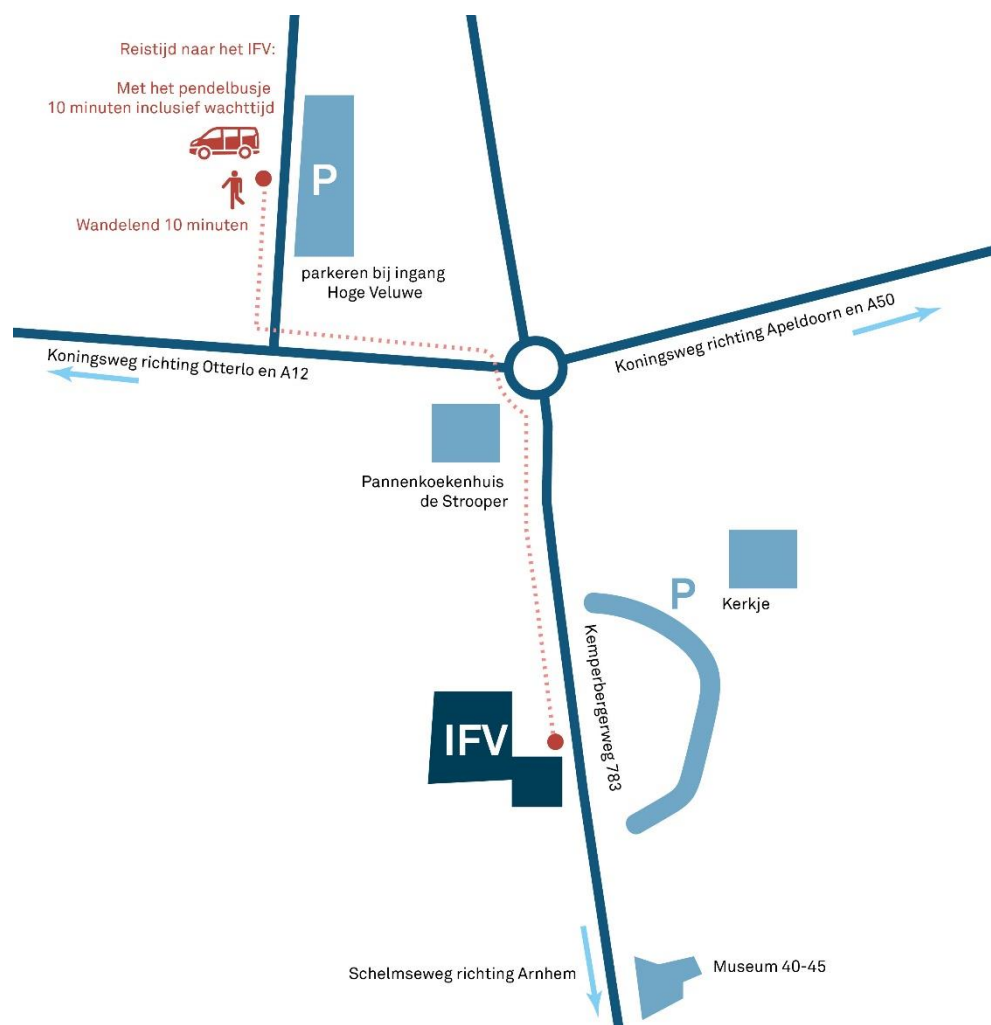 Reistijd naar het IFV:
Met het pendelbusje
10 minuten inclusief wachttijd
P
Wandelend 10 minuten
parkeren bij ingang
Hoge Veluwe
Koningsweg richting Apeldoorn en A50
Koningsweg richting Otterlo en A12
Pannenkoekenhuis
de Strooper
P
Kerkje
Kemperbergerweg 783
IFV
Schelmseweg richting Arnhem
Museum 40-45